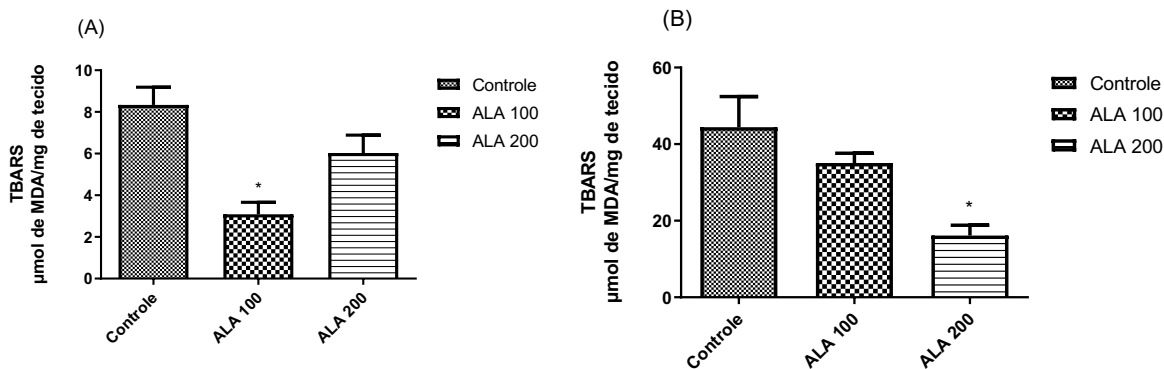 (A)
TBARS
µmol de MDA/mg de tecido
10
8
6
4
2
0
*
Controle
ALA 100
ALA 200
Controle
ALA 100
ALA 200
(B)
TBARS
µmol de MDA/mg de tecido
60
40
20
0
*
Controle
ALA 100
ALA 200
Controle
ALA 100
ALA 200